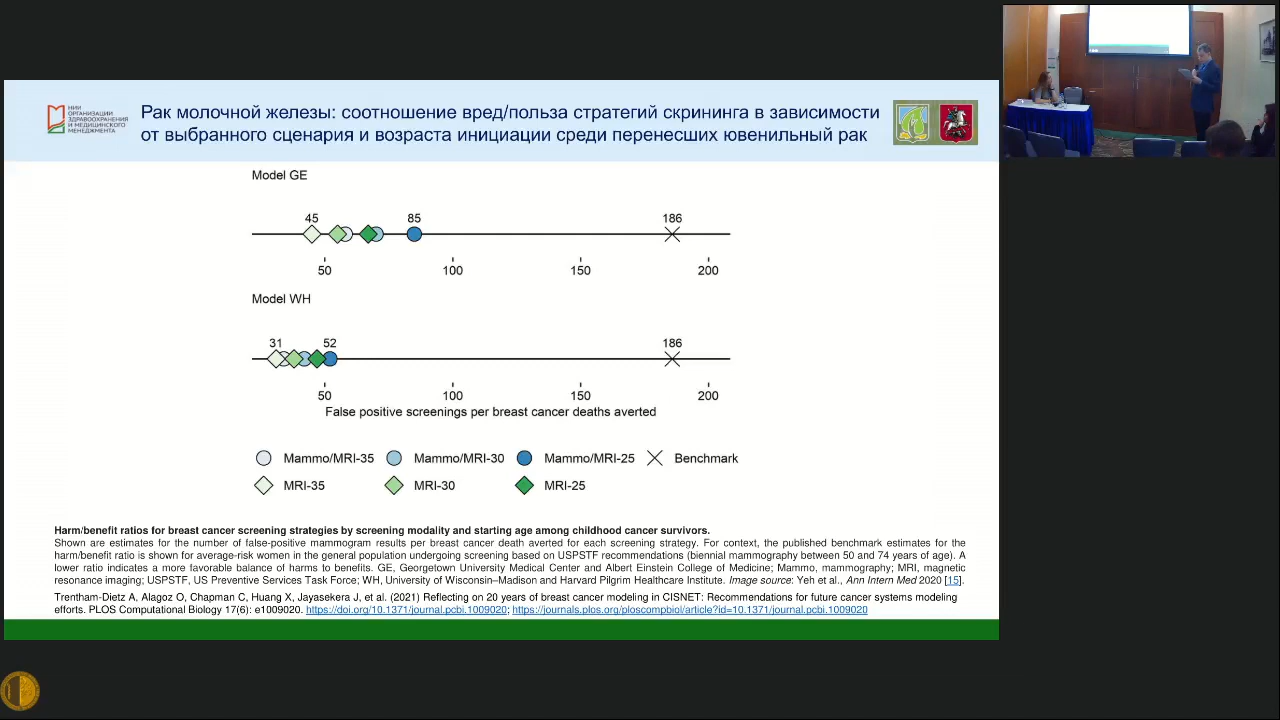 НИИ
ОРГАНИЗАЦИИ
ЗДРАВООХРАНЕНИЯ
И МЕДИЦИНСКОГО
МЕНЕДЖМЕНТА
Рак молочной железы: соотношение вред/польза стратегий скрининга в зависимости
от выбранного сценария и возраста инициации среди перенесших ювенильный рак
Model GE
45 85 186
50 100 150 200
Model WH
31 52 186
50 100 150 200
False positive screenings per breast cancer deaths averted
Mammo/MRI-35 Mammo/MRI-30 Mammo/MRI-25 Benchmark
MRI-35 MRI-30 MRI-25
Harm/benefit ratios for breast cancer screening strategies by screening modality and starting age among childhood cancer survivors.
Shown are estimates for the number of false-positive mammogram results per breast cancer death averted for each screening strategy. For context, the published benchmark estimates for the
harm/benefit ratio is shown for average-risk women in the general population undergoing screening based on USPSTF recommendations (biennial mammography between 50 and 74 years of age). A
lower ratio indicates a more favorable balance of harms to benefits. GE, Georgetown University Medical Center and Albert Einstein College of Medicine; Mammo, mammography; MRI, magnetic
resonance imaging; USPSTF, US Preventive Services Task Force; WH, University of Wisconsin–Madison and Harvard Pilgrim Healthcare Institute. Image source: Yeh et al., Ann Intern Med 2020 [15].
Trentham-Dietz A, Alagoz O, Chapman C, Huang X, Jayasekera J, et al. (2021) Reflecting on 20 years of breast cancer modeling in CISNET: Recommendations for future cancer systems modeling
efforts. PLOS Computational Biology 17(6): e1009020. https://doi.org/10.1371/journal.pcbi.1009020; https://journals.plos.org/ploscompbiol/article?id=10.1371/journal.pcbi.1009020